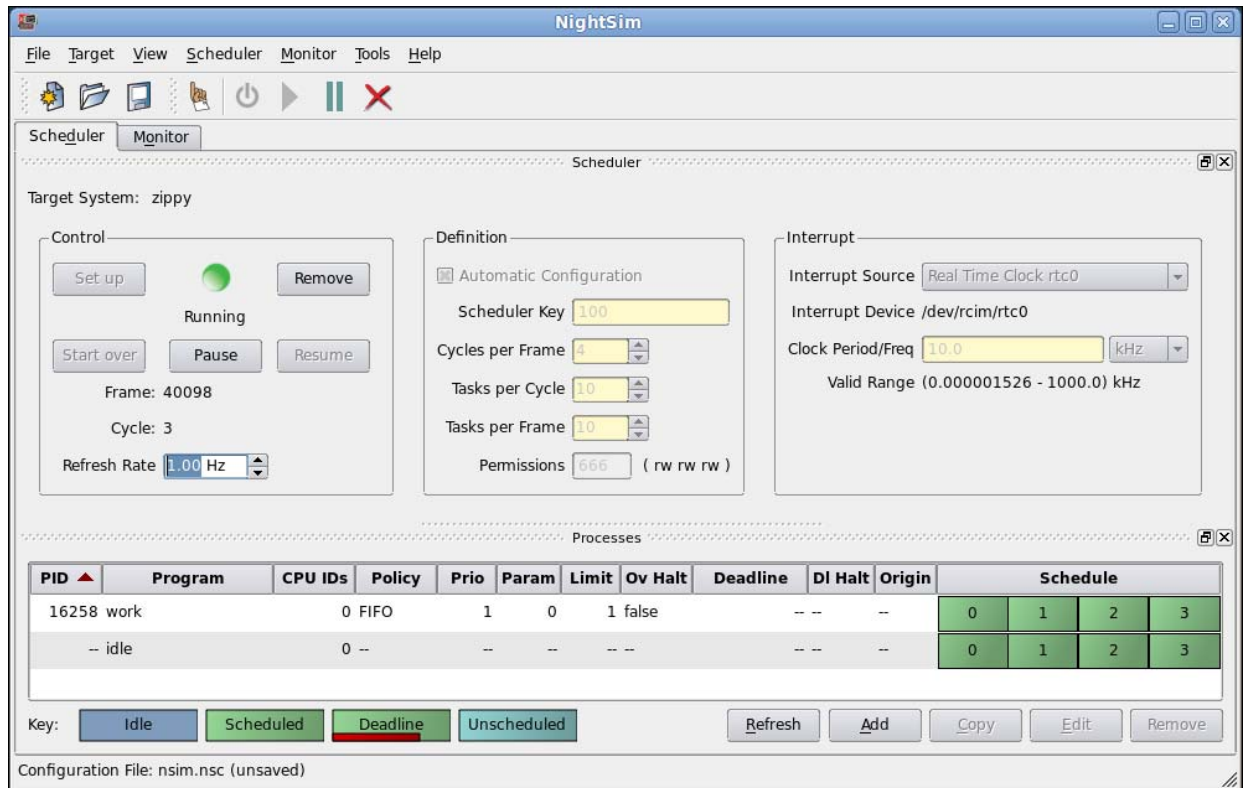 NightSim
File Target View Scheduler Monitor Tools Help
Scheduler Monitor
Scheduler
Target System: zippy
Control
Set up
Remove
Running
Start over Pause Resume
Frame: 40098
Cycle: 3
Refresh Rate 1.00 Hz
Definition
Automatic Configuration
Scheduler Key 100
Cycles per Frame 4
Tasks per Cycle 10
Tasks per Frame 10
Permissions 666 ( rw rw rw )
Interrupt
Interrupt Source Real Time Clock rtc0
Interrupt Device /dev/rcim/rtc0
Clock Period/Freq 10.0 kHz
Valid Range (0.000001526 - 1000.0) kHz
Processes
PID Program CPU IDs Policy Prio Param Limit Ov Halt Deadline Dl Halt Origin Schedule
16258 work 0 FIFO 1 0 1 false -- -- -- 0 1 2 3
-- idle 0 -- -- -- -- -- -- -- -- 0 1 2 3
Key: Idle Scheduled Deadline Unscheduled Refresh Add Copy Edit Remove
Configuration File: nsim.nsc (unsaved)